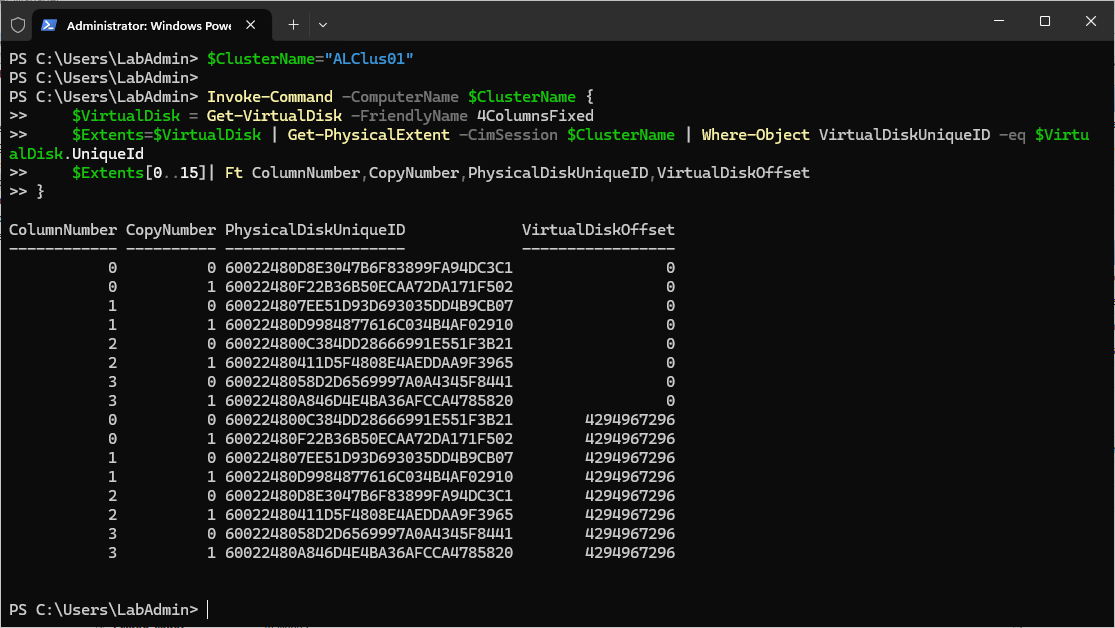 Administrator: Windows Powe
PS C:\Users\LabAdmin> $ClusterName="ALClus01"
PS C:\Users\LabAdmin>
PS C:\Users\LabAdmin> Invoke-Command -ComputerName $ClusterName {
>>     $VirtualDisk = Get-VirtualDisk -FriendlyName 4ColumnsFixed
>>     $Extents=$VirtualDisk | Get-PhysicalExtent -CimSession $ClusterName | Where-Object VirtualDiskUniqueID -eq $Virtu
alDisk.UniqueId
>>     $Extents[0..15]| Ft ColumnNumber,CopyNumber,PhysicalDiskUniqueID,VirtualDiskOffset
>> }
ColumnNumber CopyNumber PhysicalDiskUniqueID             VirtualDiskOffset
------------ ---------- --------------------             -----------------
           0          0 60022480D8E3047B6F83899FA94DC3C1                 0
           0          1 60022480F22B36B50ECAA72DA171F502                 0
           1          0 600224807EE51D93D693035DD4B9CB07                 0
           1          1 60022480D9984877616C034B4AF02910                 0
           2          0 600224800C384DD28666991E551F3B21                 0
           2          1 60022480411D5F4808E4AEDDAA9F3965                 0
           3          0 6002248058D2D6569997A0A4345F8441                 0
           3          1 60022480A846D4E4BA36AFCCA4785820                 0
           0          0 600224800C384DD28666991E551F3B21        4294967296
           0          1 60022480F22B36B50ECAA72DA171F502        4294967296
           1          0 600224807EE51D93D693035DD4B9CB07        4294967296
           1          1 60022480D9984877616C034B4AF02910        4294967296
           2          0 60022480D8E3047B6F83899FA94DC3C1        4294967296
           2          1 60022480411D5F4808E4AEDDAA9F3965        4294967296
           3          0 6002248058D2D6569997A0A4345F8441        4294967296
           3          1 60022480A846D4E4BA36AFCCA4785820        4294967296
PS C:\Users\LabAdmin>